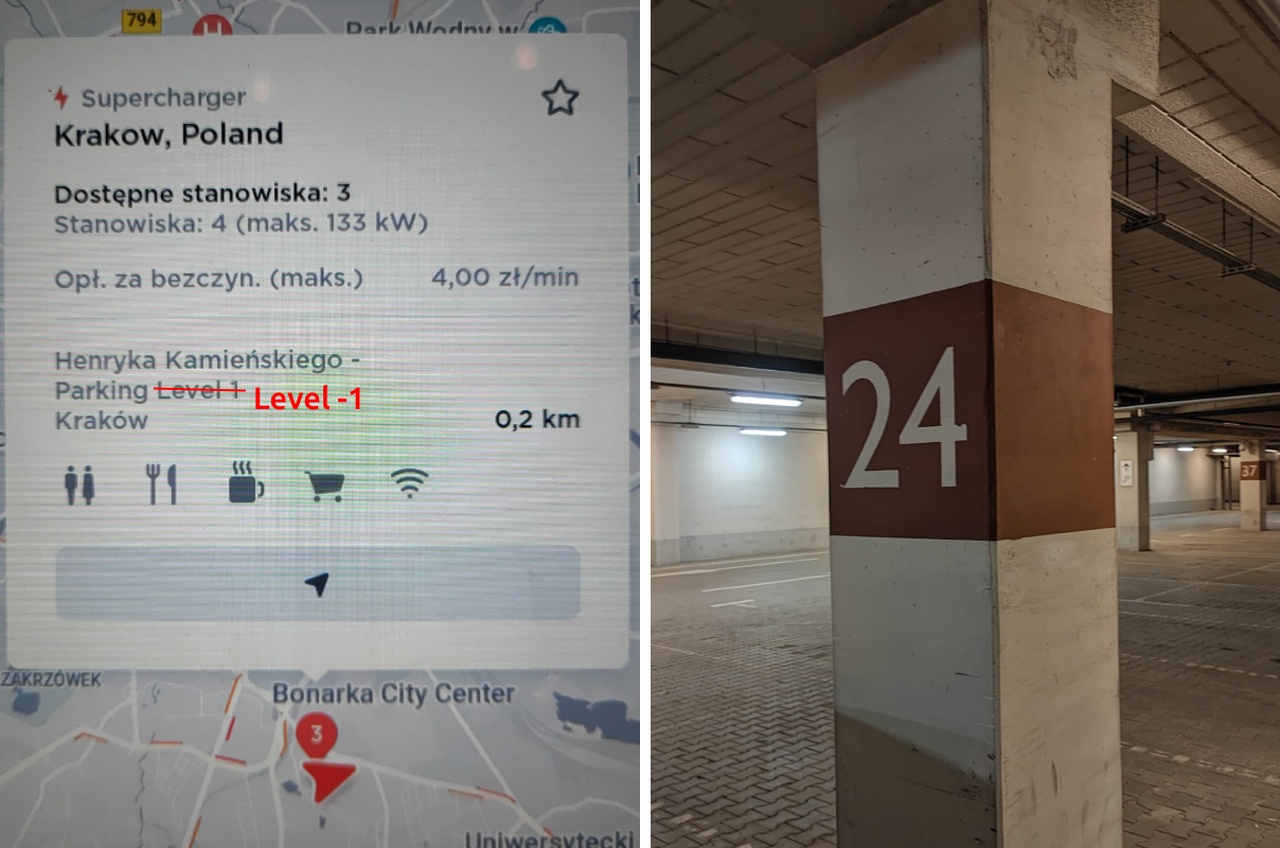 794
H
Park Wodny w
Supercharger
Krakow, Poland
Dostępne stanowiska: 3
Stanowiska: 4 (maks. 133 kW)
Opł. za bezczyn. (maks.) 4,00 zł/min
Henryka Kamieńskiego -
Parking Level 1 Level -1
Kraków 0,2 km
ZAKRZÓWEK
Bonarka City Center
3
Uniwersytecki
24
37